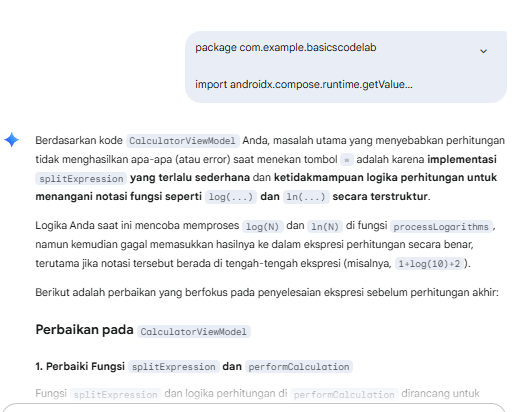 package com.example.basicscodelab
import androidx.compose.runtime.getValue...
Berdasarkan kode CalculatorViewModel Anda, masalah utama yang menyebabkan perhitungan
tidak menghasilkan apa-apa (atau error) saat menekan tombol = adalah karena implementasi
splitExpression yang terlalu sederhana dan ketidakmampuan logika perhitungan untuk
menangani notasi fungsi seperti log(...) dan ln(...) secara terstruktur.
Logika Anda saat ini mencoba memproses log(N) dan ln(N) di fungsi processLogarithms,
namun kemudian gagal memasukkan hasilnya ke dalam ekspresi perhitungan secara benar,
terutama jika notasi tersebut berada di tengah-tengah ekspresi (misalnya, 1+log(10)+2).
Berikut adalah perbaikan yang berfokus pada penyelesaian ekspresi sebelum perhitungan akhir:
Perbaikan pada CalculatorViewModel
1. Perbaiki Fungsi splitExpression dan performCalculation
Fungsi splitExpression dan logika perhitungan di performCalculation dirancang untuk